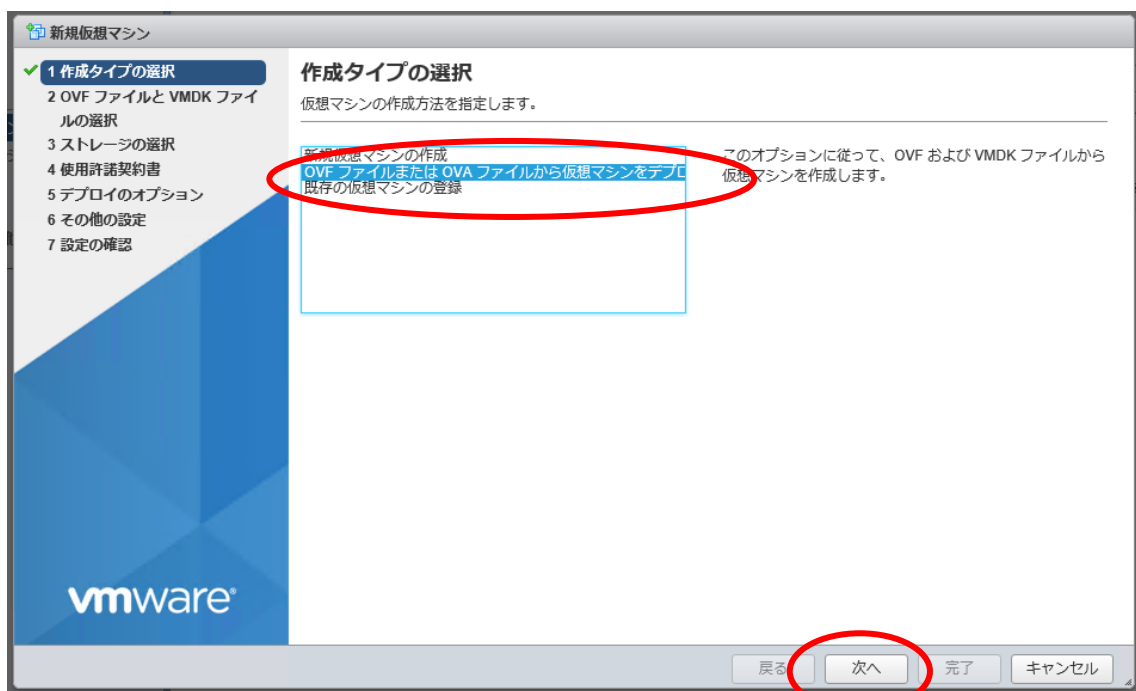 新規仮想マシン
1 作成タイプの選択
2 OVF ファイルと VMDK ファイ
ルの選択
3 ストレージの選択
4 使用許諾契約書
5 デプロイのオプション
6 その他の設定
7 設定の確認
vmware®
作成タイプの選択
仮想マシンの作成方法を指定します。
新規仮想マシンの作成
OVF ファイルまたは OVA ファイルから仮想マシンをデプロ
既存の仮想マシンの登録
このオプションに従って、OVF および VMDK ファイルから
仮想マシンを作成します。
戻る
次へ
完了
キャンセル